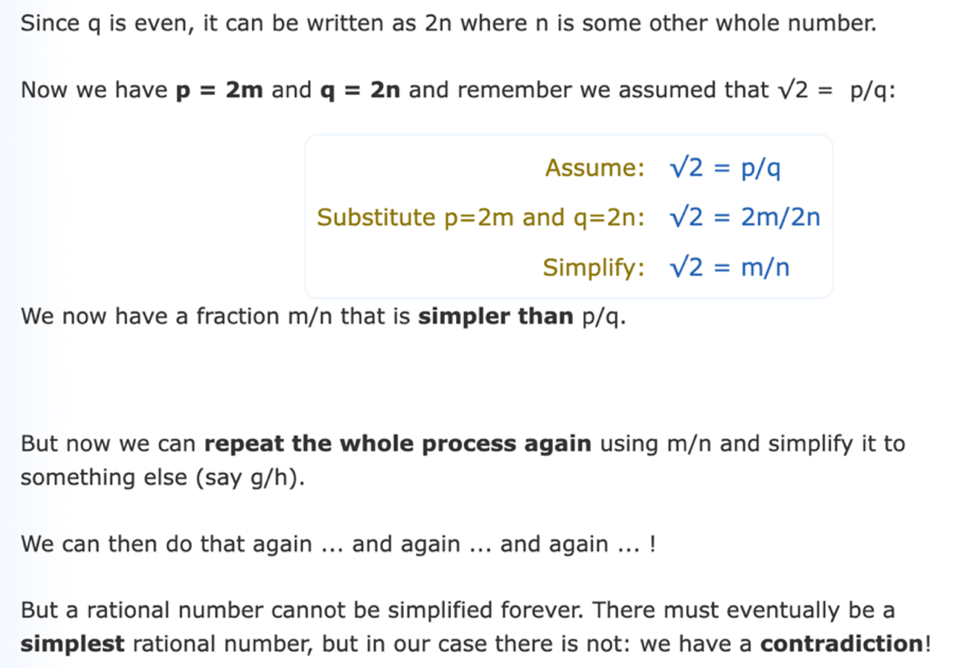 Since q is even, it can be written as 2n where n is some other whole number.
Now we have p = 2m and q = 2n and remember we assumed that √2 = p/q:
Assume: √2 = p/q
Substitute p=2m and q=2n: √2 = 2m/2n
Simplify: √2 = m/n
We now have a fraction m/n that is simpler than p/q.
But now we can repeat the whole process again using m/n and simplify it to
something else (say g/h).
We can then do that again ... and again ... and again ... !
But a rational number cannot be simplified forever. There must eventually be a
simplest rational number, but in our case there is not: we have a contradiction!